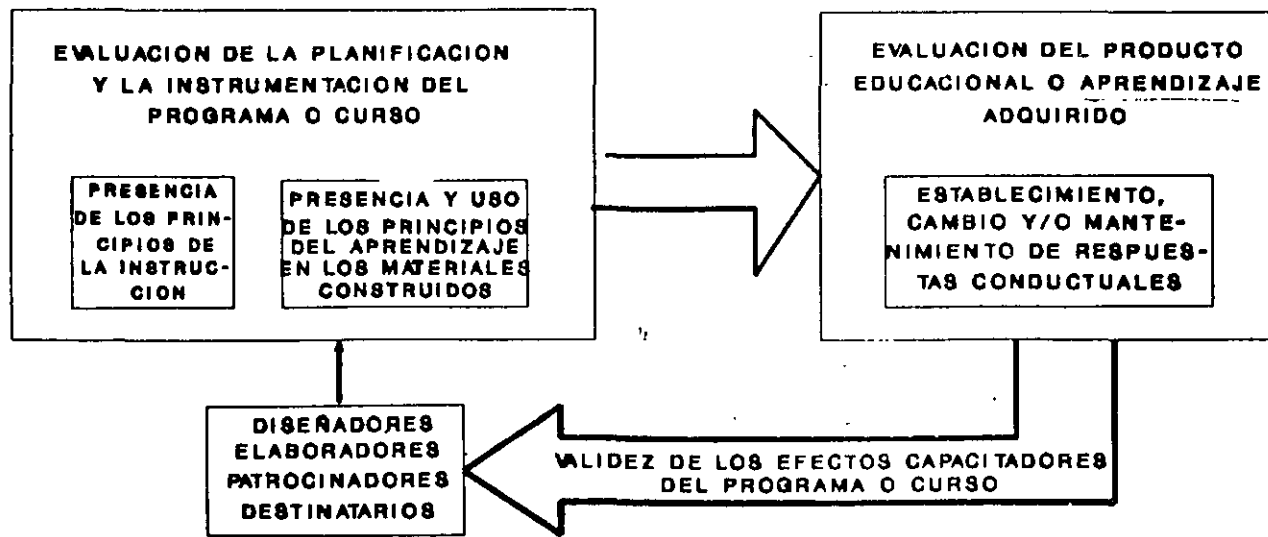 EVALUACION DE LA PLANIFICACION
Y LA INSTRUMENTACION DEL
PROGRAMA O CURSO
PRESENCIA
DE LOS PRIN-
CIPIOS DE
LA INSTRUC-
CION
PRESENCIA Y USO
DE LOS PRINCIPIOS
DEL APRENDIZAJE
EN LOS MATERIALES
CONSTRUIDOS
EVALUACION DEL PRODUCTO
EDUCACIONAL O APRENDIZAJE
ADQUIRIDO
ESTABLECIMIENTO,
CAMBIO Y/O MANTE-
NIMIENTO DE RESPUES-
TAS CONDUCTUALES
DISEÑADORES
ELABORADORES
PATROCINADORES
DESTINATARIOS
VALIDEZ DE LOS EFECTOS CAPACITADORES
DEL PROGRAMA O CURSO